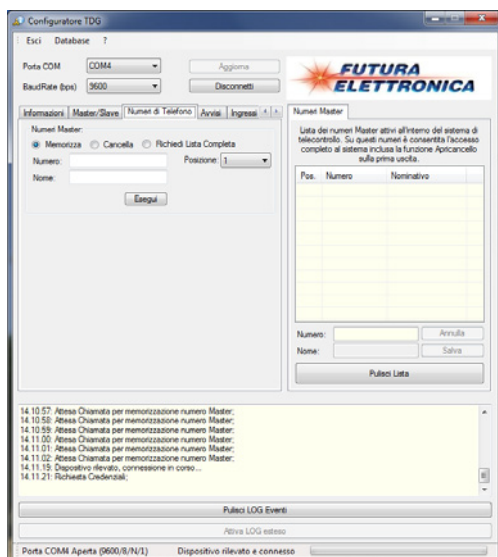 Configuratore TDG
Esci Database ?
Porta COM COM4 Aggiorna
BaudRate (bps) 9600 Disconnetti
FUTURA
ELETTRONICA
Informazioni Master/Slave Numeri di Telefono Avvisi Ingressi
Numeri Master:
Memorizza Cancella Richiedi Lista Completa
Numero: Posizione: 1
Nome:
Esegui
Numeri Master
Lista dei numeri Master attivi all'interno del sistema di
telecontrollo. Su questi numeri è consentita l'accesso
completo al sistema inclusa la funzione Apricancello
sulla prima uscita.
Pos. Numero Nominativo
Numero: Annulla
Nome: Salva
Pulisci Lista
14.10.57: Attesa Chiamata per memorizzazione numero Master;
14.10.58: Attesa Chiamata per memorizzazione numero Master;
14.10.59: Attesa Chiamata per memorizzazione numero Master;
14.11.00: Attesa Chiamata per memorizzazione numero Master;
14.11.01: Attesa Chiamata per memorizzazione numero Master;
14.11.02: Attesa Chiamata per memorizzazione numero Master;
14.11.19: Dispositivo rilevato, connessione in corso...
14.11.21: Richiesta Credenziali;
Pulisci LOG Eventi
Attiva LOG esteso
Porta COM4 Aperta (9600/8/N/1) Dispositivo rilevato e connesso